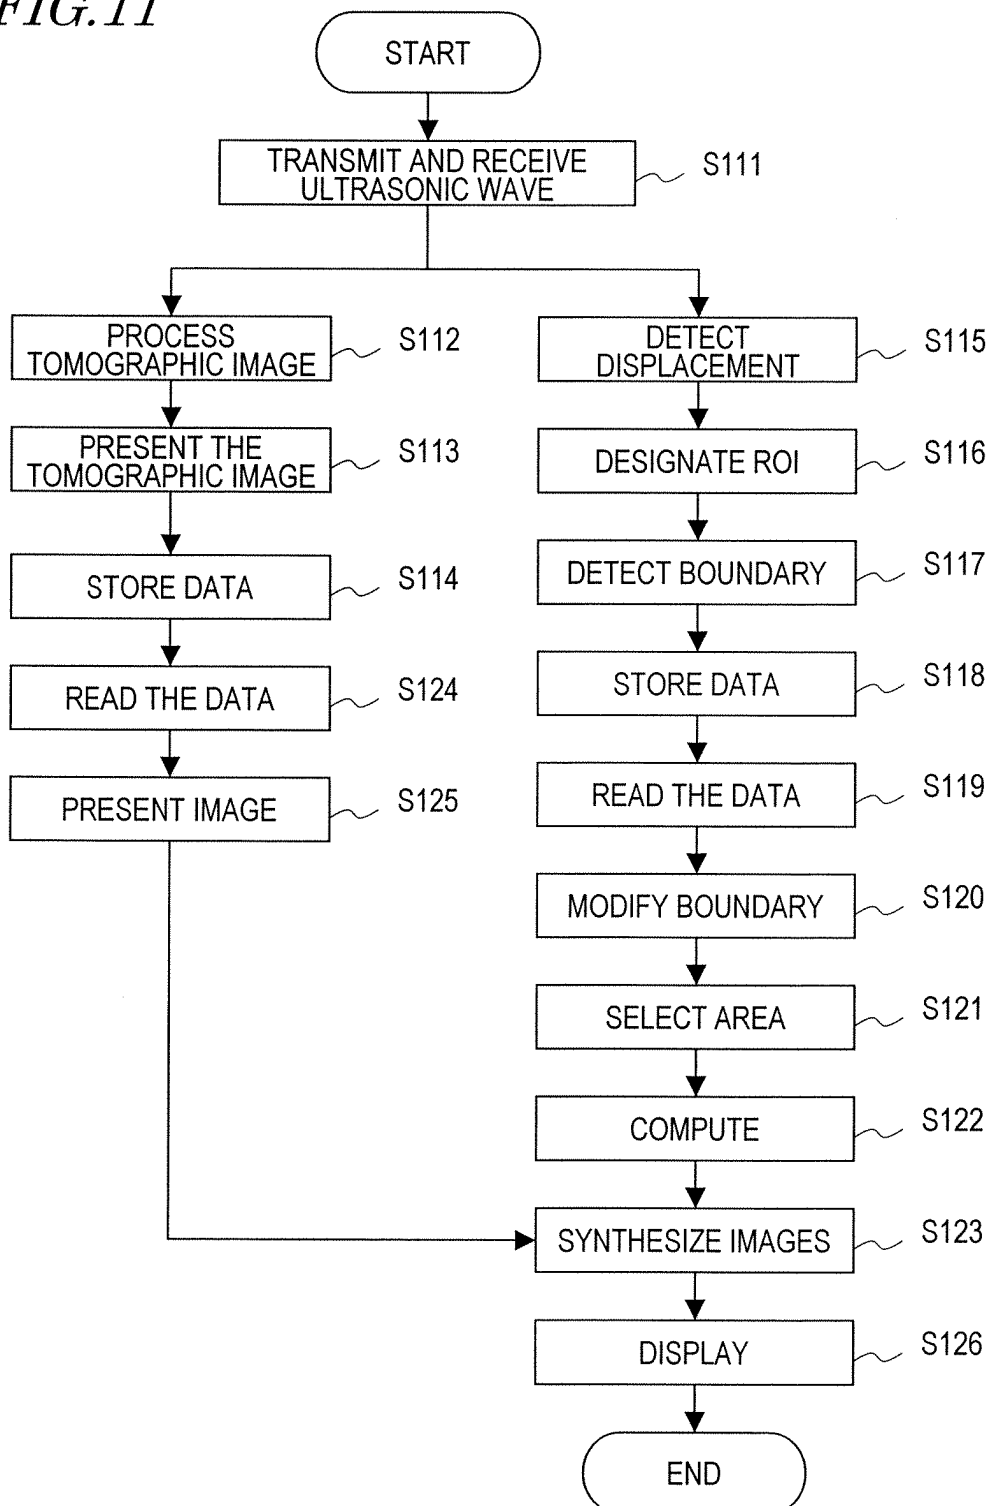 FIG.11
START
TRANSMIT AND RECEIVE
ULTRASONIC WAVE
S111
PROCESS
TOMOGRAPHIC IMAGE
S112
PRESENT THE
TOMOGRAPHIC IMAGE
S113
STORE DATA
S114
READ THE DATA
S124
PRESENT IMAGE
S125
DETECT
DISPLACEMENT
S115
DESIGNATE ROI
S116
DETECT BOUNDARY
S117
STORE DATA
S118
READ THE DATA
S119
MODIFY BOUNDARY
S120
SELECT AREA
S121
COMPUTE
S122
SYNTHESIZE IMAGES
S123
DISPLAY
S126
END